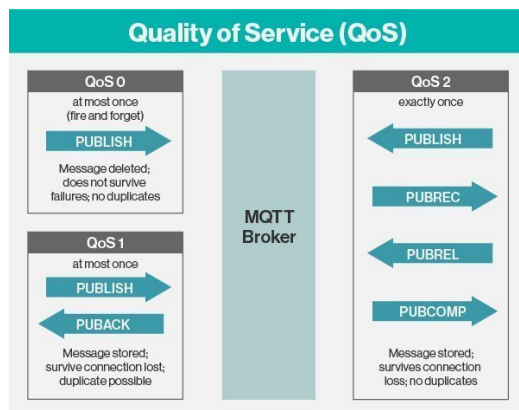 Quality of Service (QoS)
QoS 0
at most once
(fire and forget)
PUBLISH
Message deleted;
does not survive
failures; no duplicates
QoS 1
at most once
PUBLISH
PUBACK
Message stored;
survive connection lost;
duplicate possible
MQTT
Broker
QoS 2
exactly once
PUBLISH
PUBREC
PUBREL
PUBCOMP
Message stored;
survives connection
loss; no duplicates